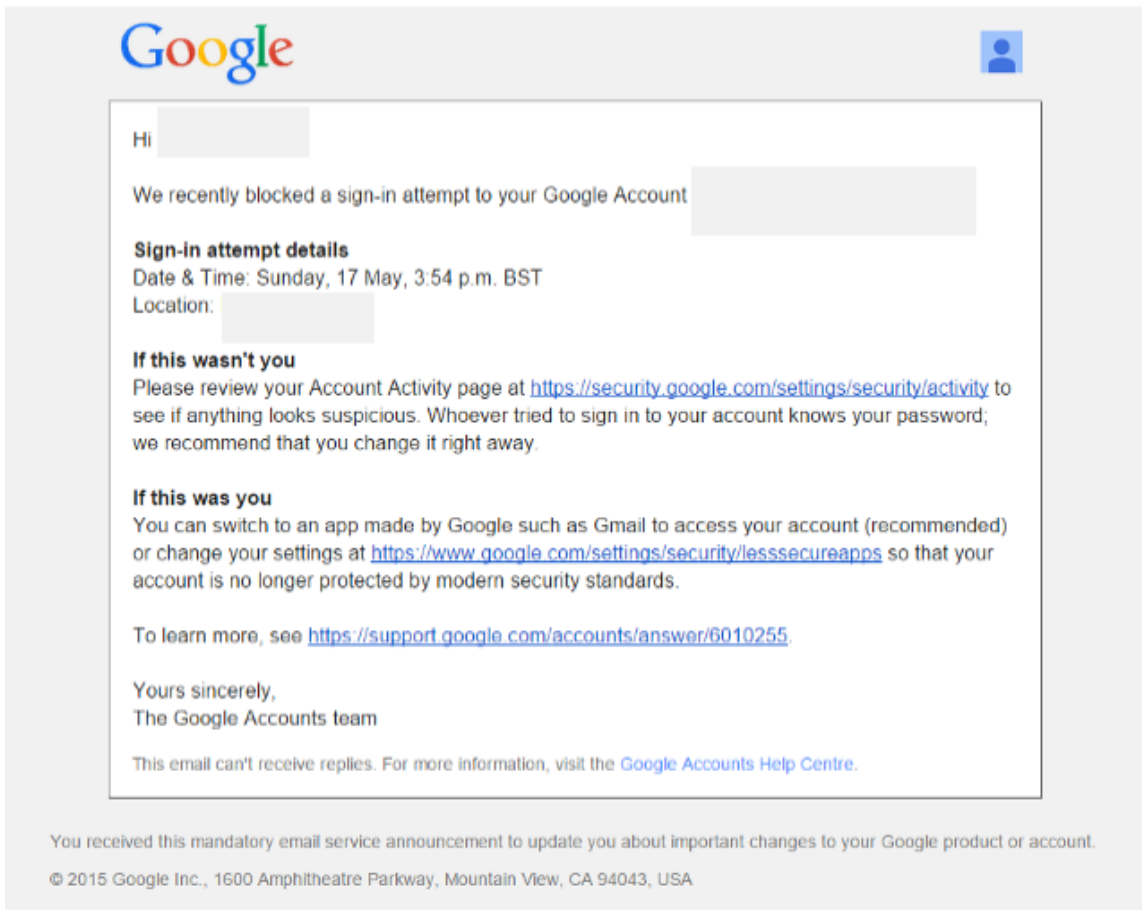 Google
Hi
We recently blocked a sign-in attempt to your Google Account
Sign-in attempt details
Date & Time: Sunday, 17 May, 3:54 p.m. BST
Location:
If this wasn't you
Please review your Account Activity page at https://security.google.com/settings/security/activity to
see if anything looks suspicious. Whoever tried to sign in to your account knows your password;
we recommend that you change it right away.
If this was you
You can switch to an app made by Google such as Gmail to access your account (recommended)
or change your settings at https://www.google.com/settings/security/lesssecureapps so that your
account is no longer protected by modern security standards.
To learn more, see https://support.google.com/accounts/answer/6010255.
Yours sincerely,
The Google Accounts team
This email can't receive replies. For more information, visit the Google Accounts Help Centre.
You received this mandatory email service announcement to update you about important changes to your Google product or account.
© 2015 Google Inc., 1600 Amphitheatre Parkway, Mountain View, CA 94043, USA